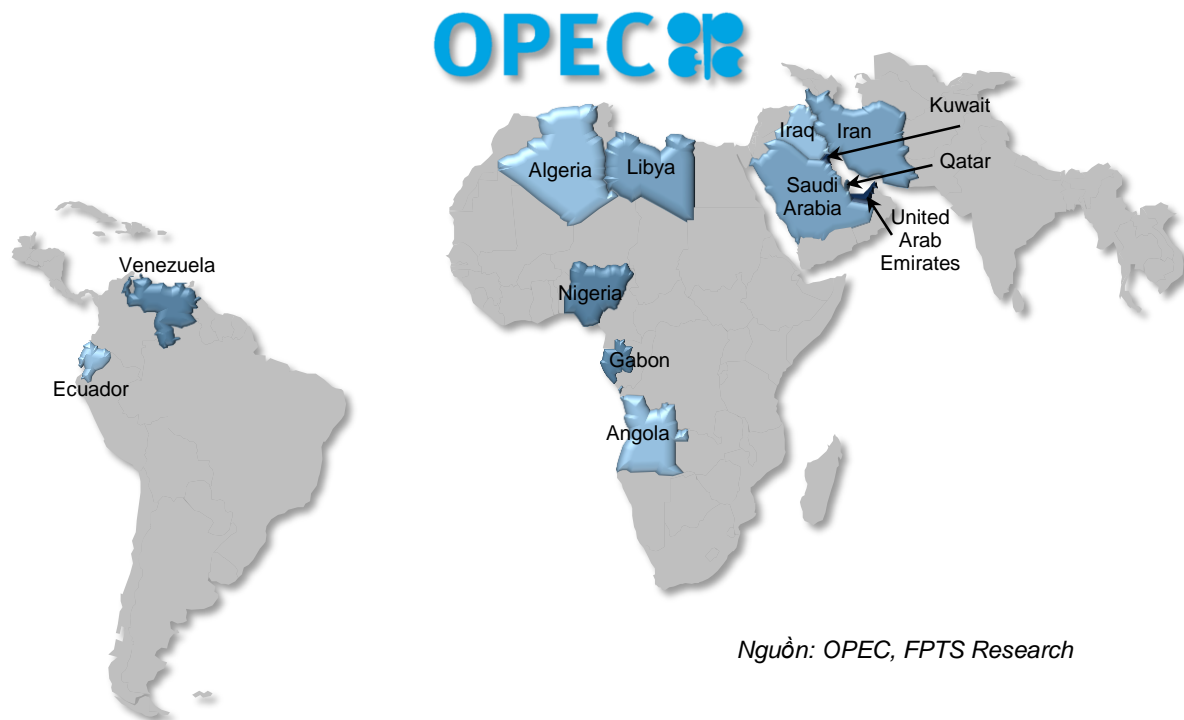 OPEC
Kuwait
Iraq
Iran
Algeria
Libya
Qatar
Saudi
Arabia
United
Arab
Emirates
Venezuela
Nigeria
Gabon
Ecuador
Angola
Nguồn: OPEC, FPTS Research